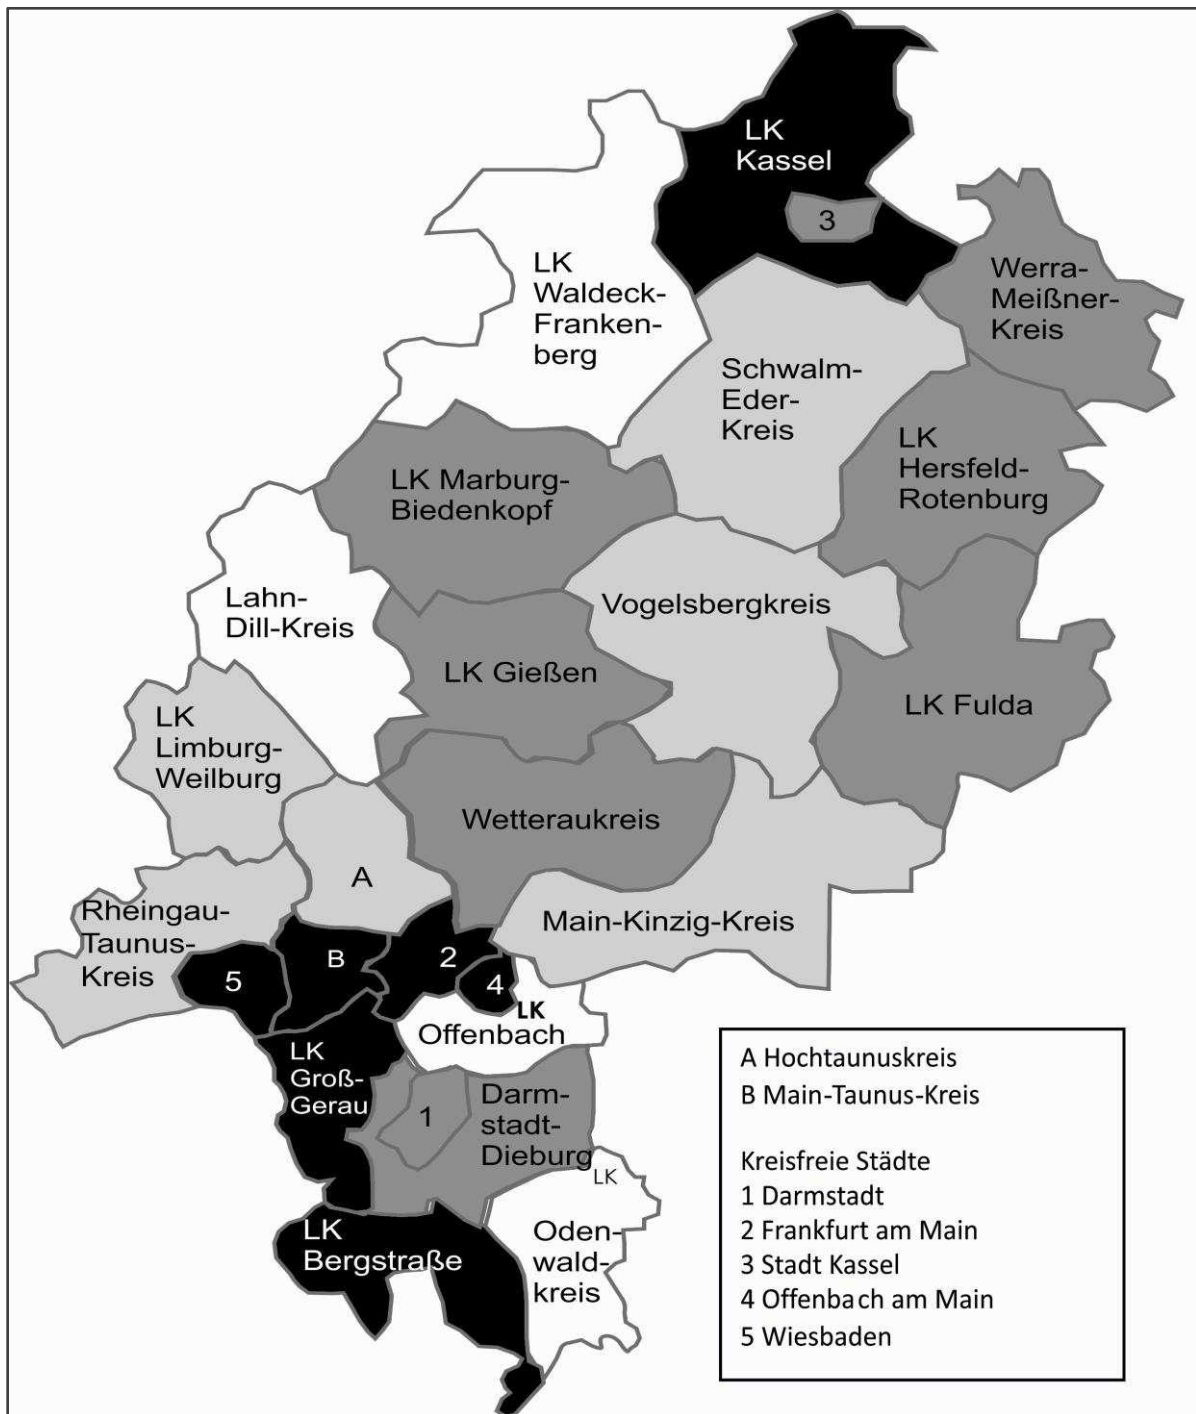 LK
Kassel
3
LK
Waldeck-
Franken-
berg
Werra-
Meißner-
Kreis
Schwalm-
Eder-
Kreis
LK
Hersfeld-
Rotenburg
LK Marburg-
Biedenkopf
Lahn-
Dill-Kreis
Vogelsbergkreis
LK Gießen
LK Fulda
LK
Limburg-
Weilburg
Wetteraukreis
A
Rheingau-
Taunus-
Kreis
Main-Kinzig-Kreis
B
2
5
4
LK
Offenbach
LK
Groß-
Gerau
1
Darm-
stadt-
Dieburg
LK
Oden-
wald-
kreis
LK
Bergstraße
A Hochtaunuskreis
B Main-Taunus-Kreis
Kreisfreie Städte
1 Darmstadt
2 Frankfurt am Main
3 Stadt Kassel
4 Offenbach am Main
5 Wiesbaden